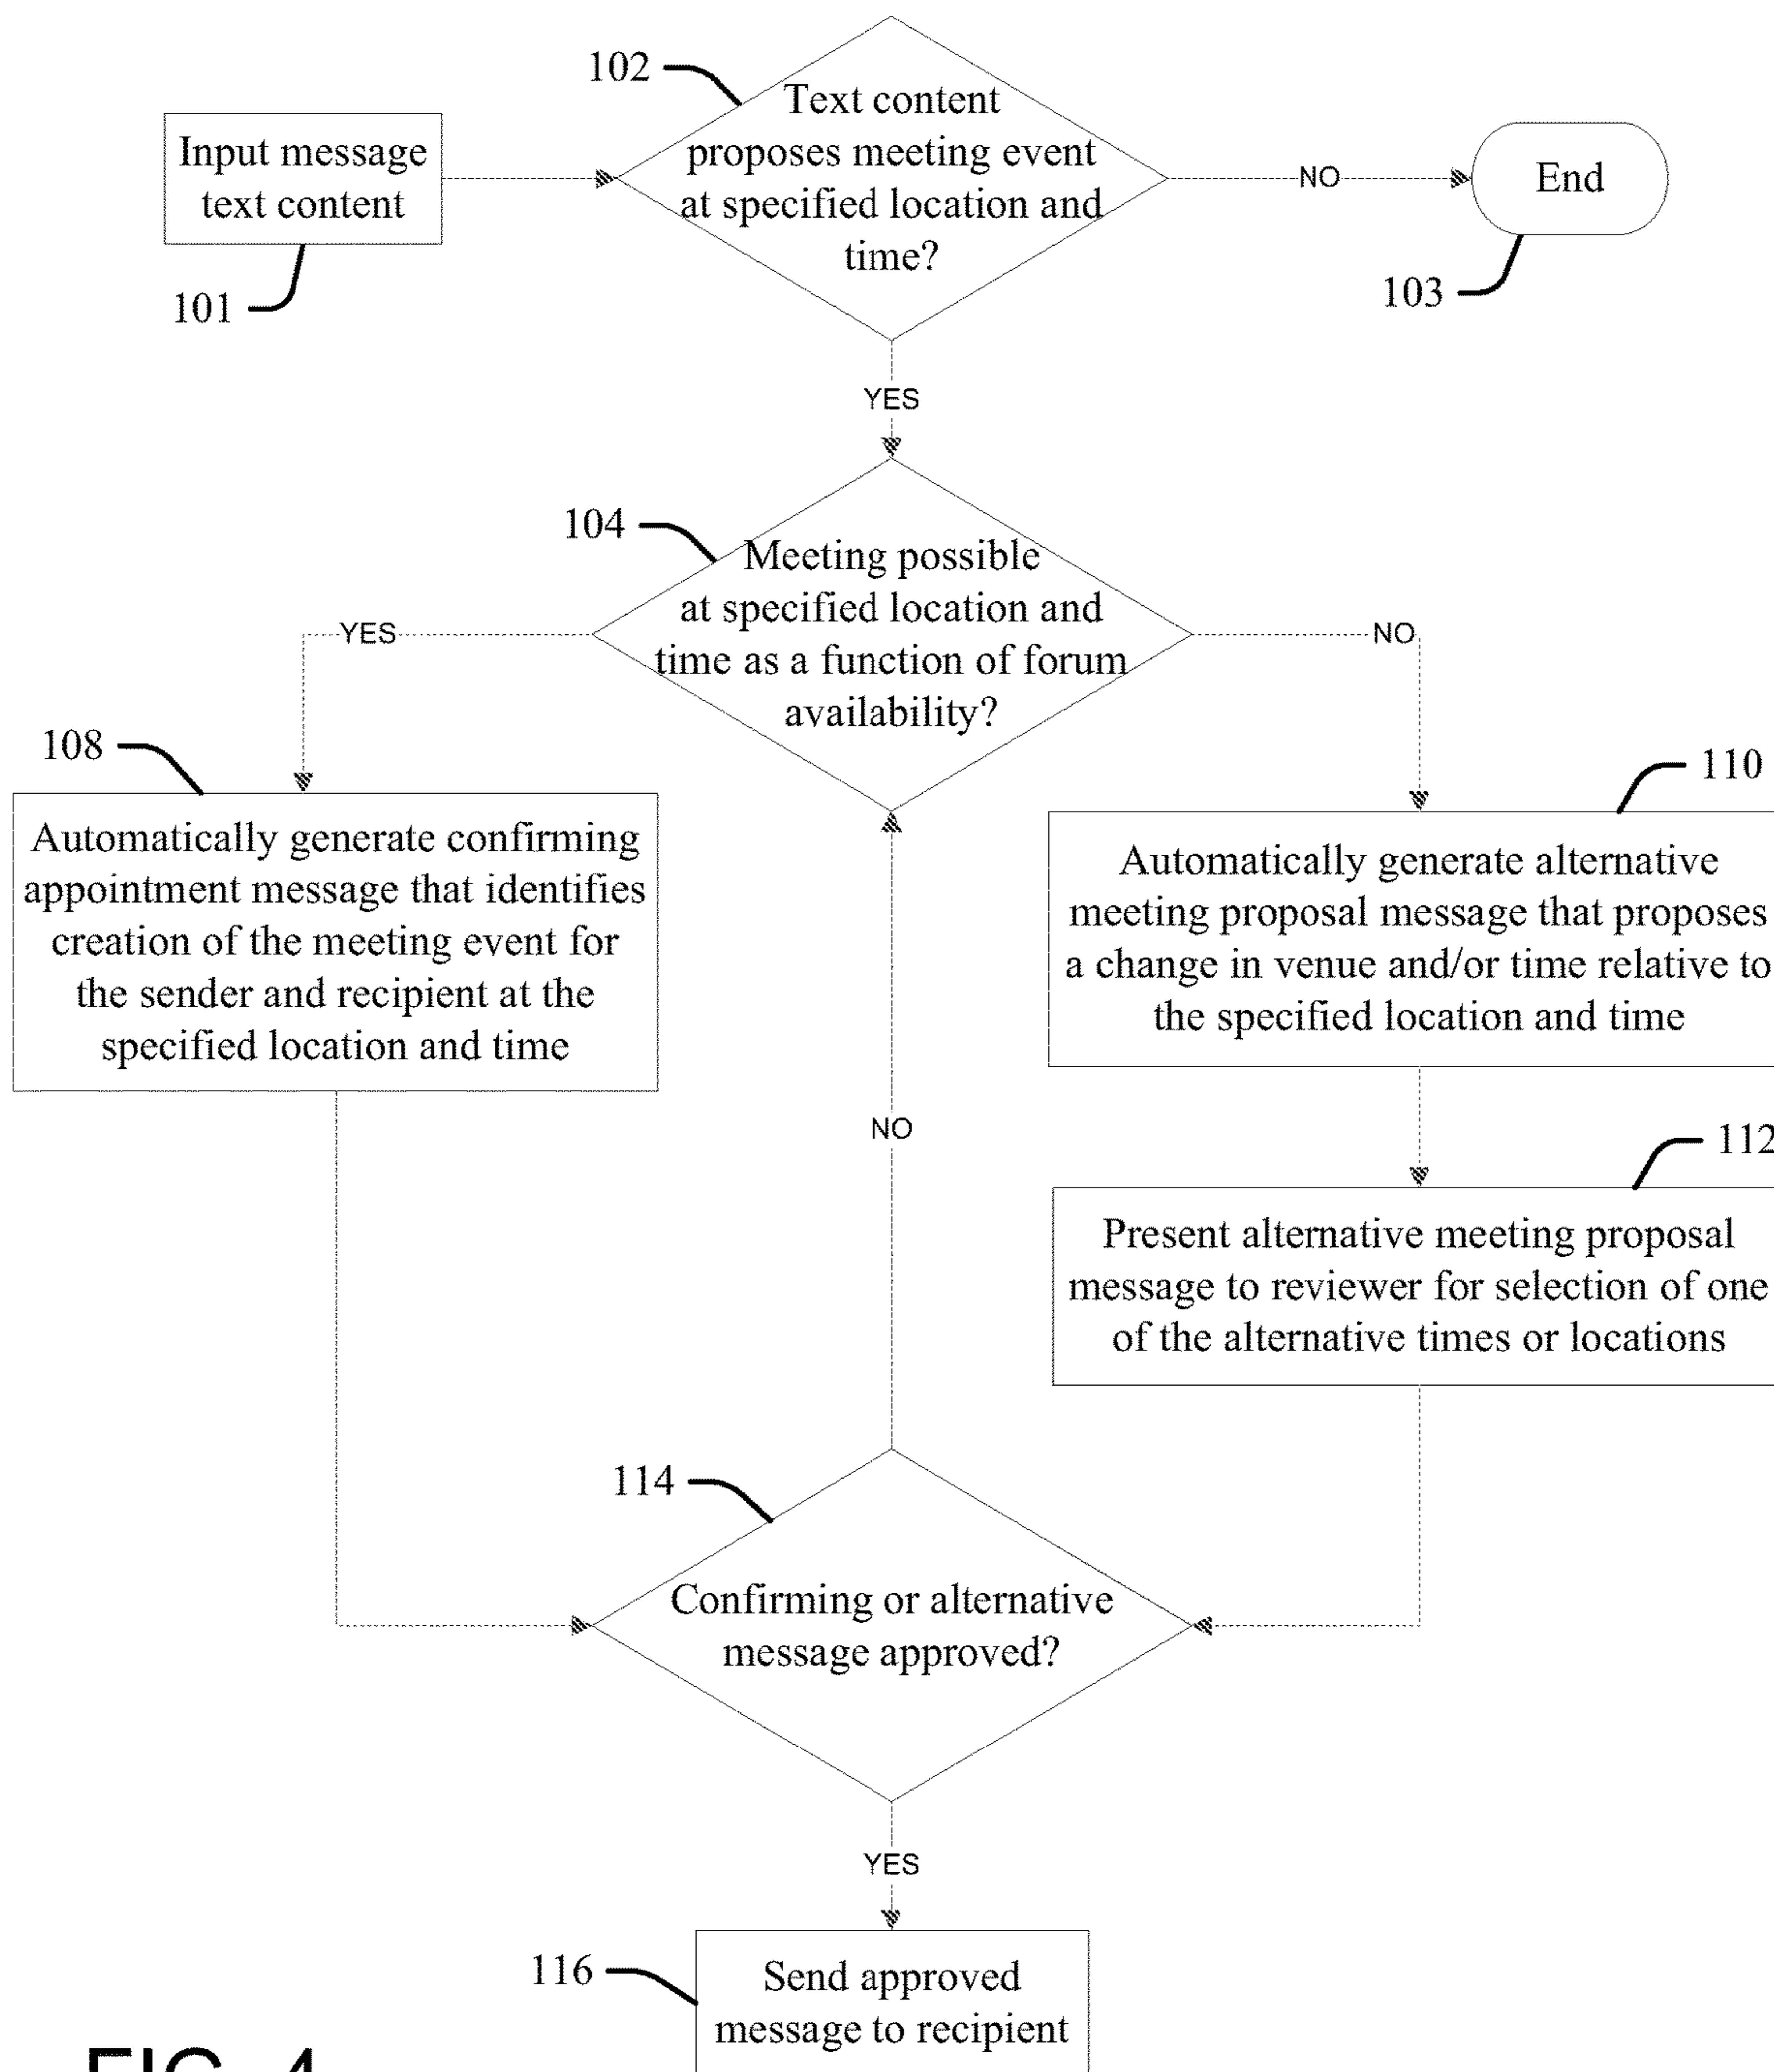 102
Text content
proposes meeting event
at specified location and
time?
Input message
text content
101
NO
End
103
YES
104
Meeting possible
at specified location and
time as a function of forum
availability?
YES
NO
108
Automatically generate confirming
appointment message that identifies
creation of the meeting event for
the sender and recipient at the
specified location and time
110
Automatically generate alternative
meeting proposal message that proposes
a change in venue and/or time relative to
the specified location and time
NO
112
Present alternative meeting proposal
message to reviewer for selection of one
of the alternative times or locations
114
Confirming or alternative
message approved?
YES
116
Send approved
message to recipient
FIG. 4